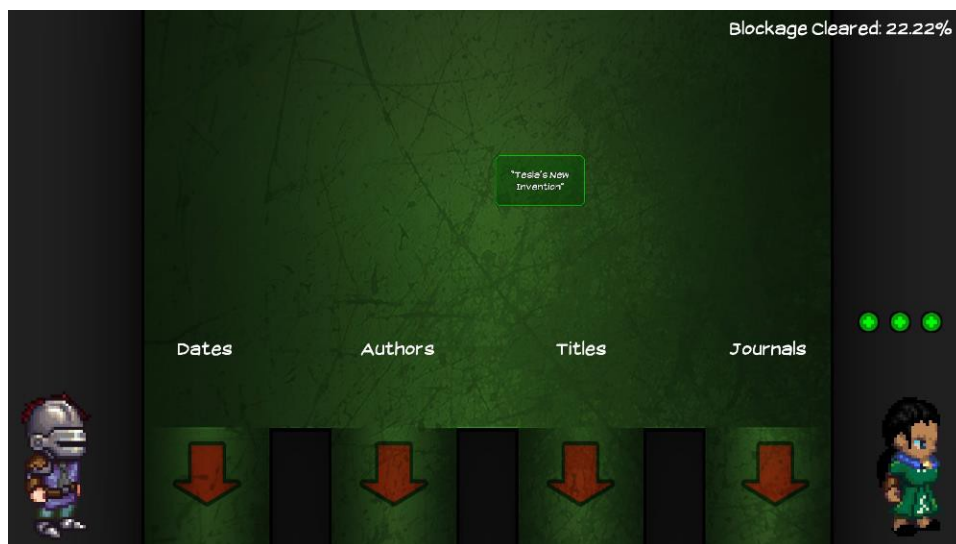 Blockage Cleared: 22.22%
"Tesla's New
Invention"
Dates Authors Titles Journals